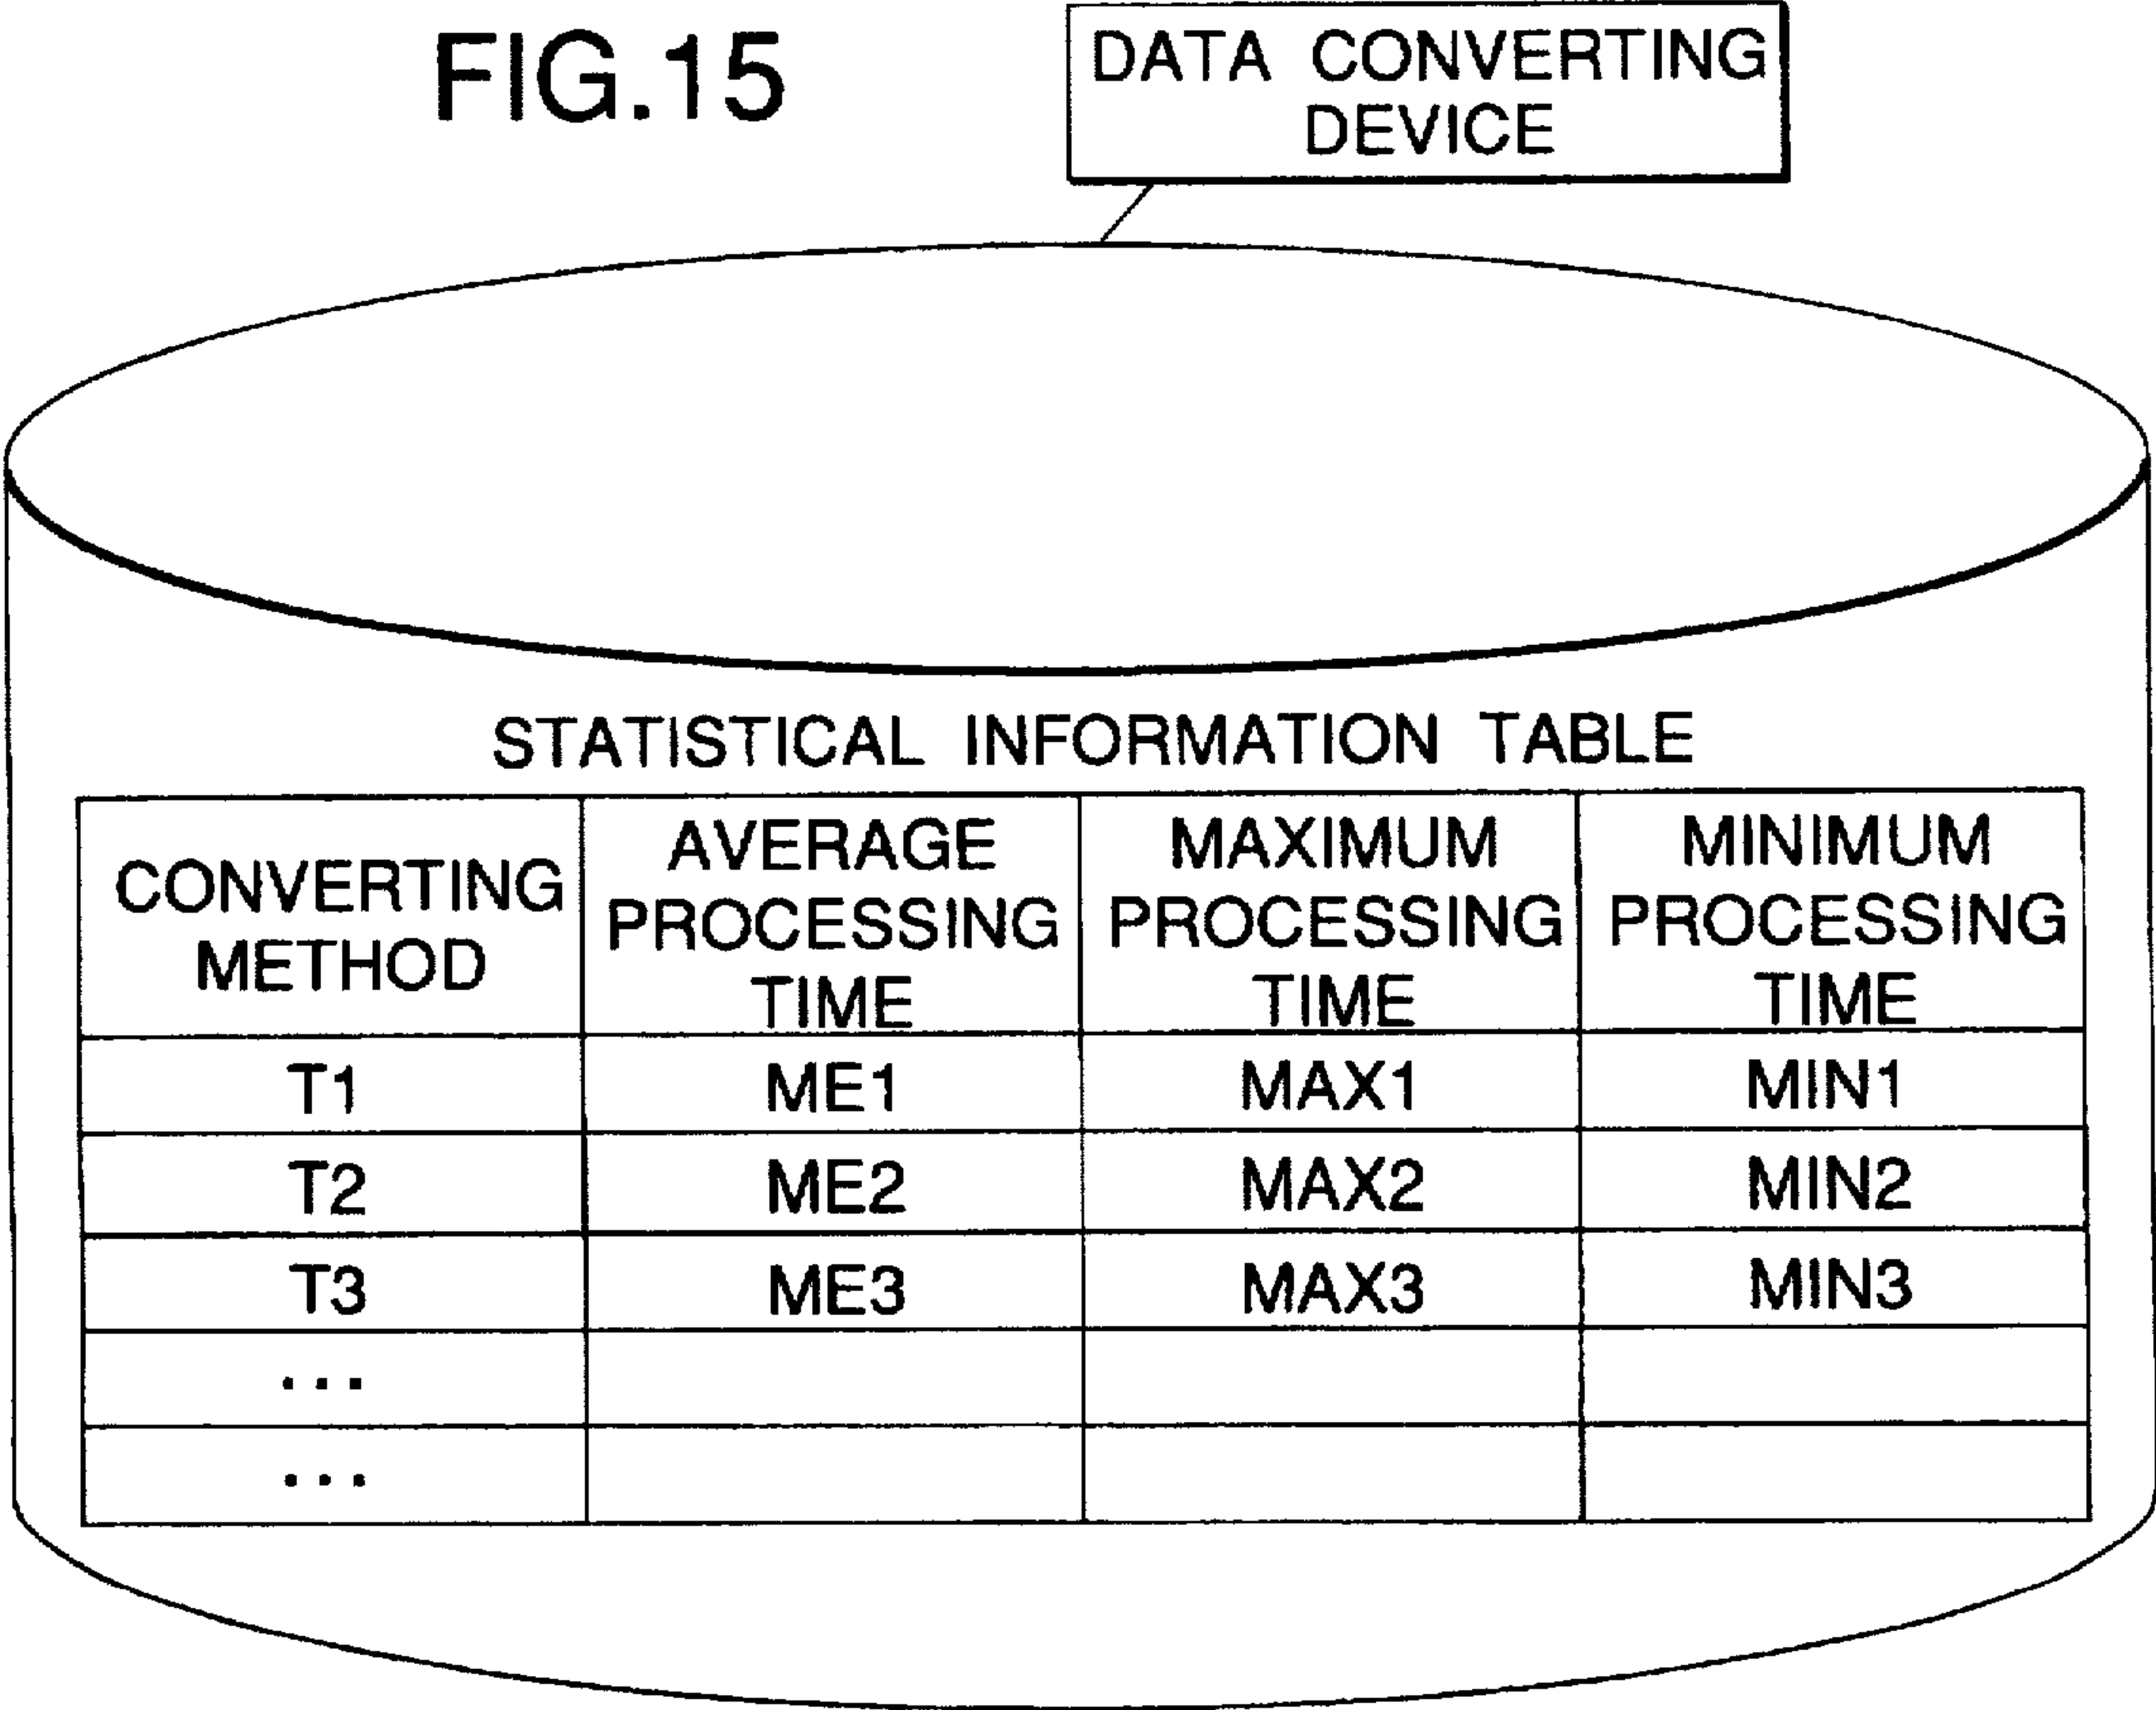 FIG.15
DATA CONVERTING
DEVICE
STATISTICAL INFORMATION TABLE
CONVERTING
METHOD
AVERAGE
PROCESSING
TIME
MAXIMUM
PROCESSING
TIME
MINIMUM
PROCESSING
TIME
T1 ME1 MAX1 MIN1
T2 ME2 MAX2 MIN2
T3 ME3 MAX3 MIN3
...
...